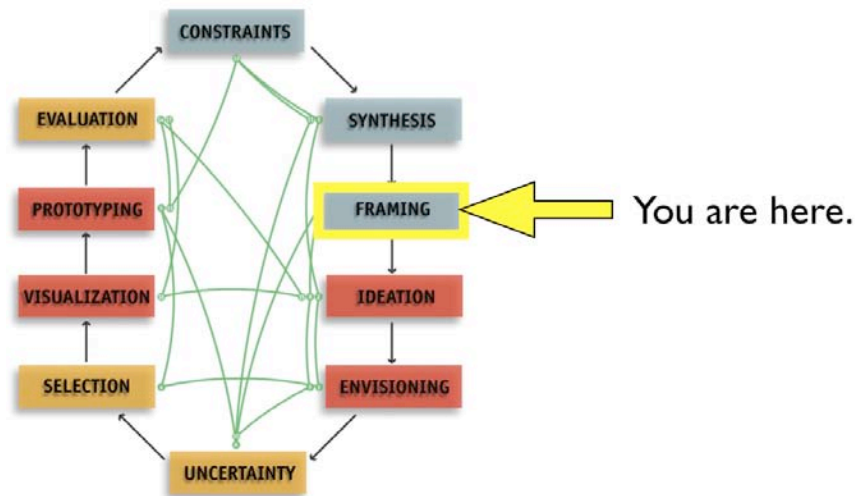 CONSTRAINTS
EVALUATION
SYNTHESIS
PROTOTYPING
FRAMING
You are here.
VISUALIZATION
IDEATION
SELECTION
ENVISIONING
UNCERTAINTY